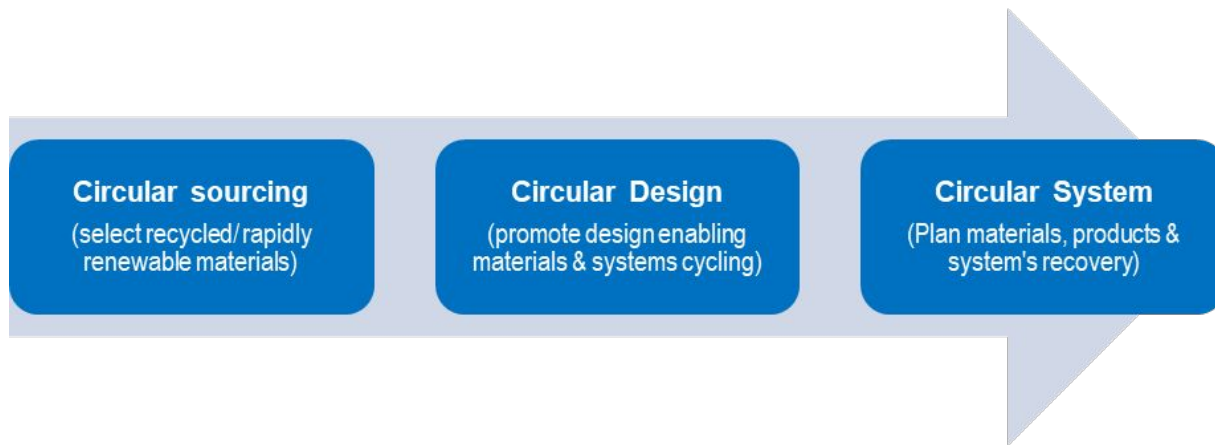 Circular sourcing
(select recycled/ rapidly
renewable materials)
Circular Design
(promote design enabling
materials & systems cycling)
Circular System
(Plan materials, products &
system's recovery)